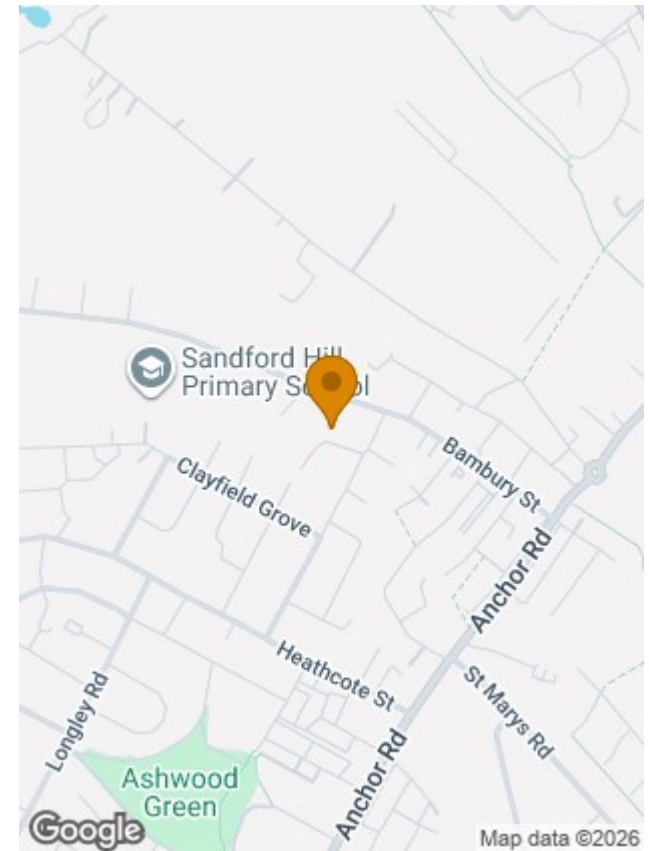 Sandford Hill
Primary School
Bambury St
Clayfield Grove
Anchor Rd
Heathcote St
St Marys Rd
Longley Rd
Anchor Rd
Ashwood
Green
Google
Map data ©2026